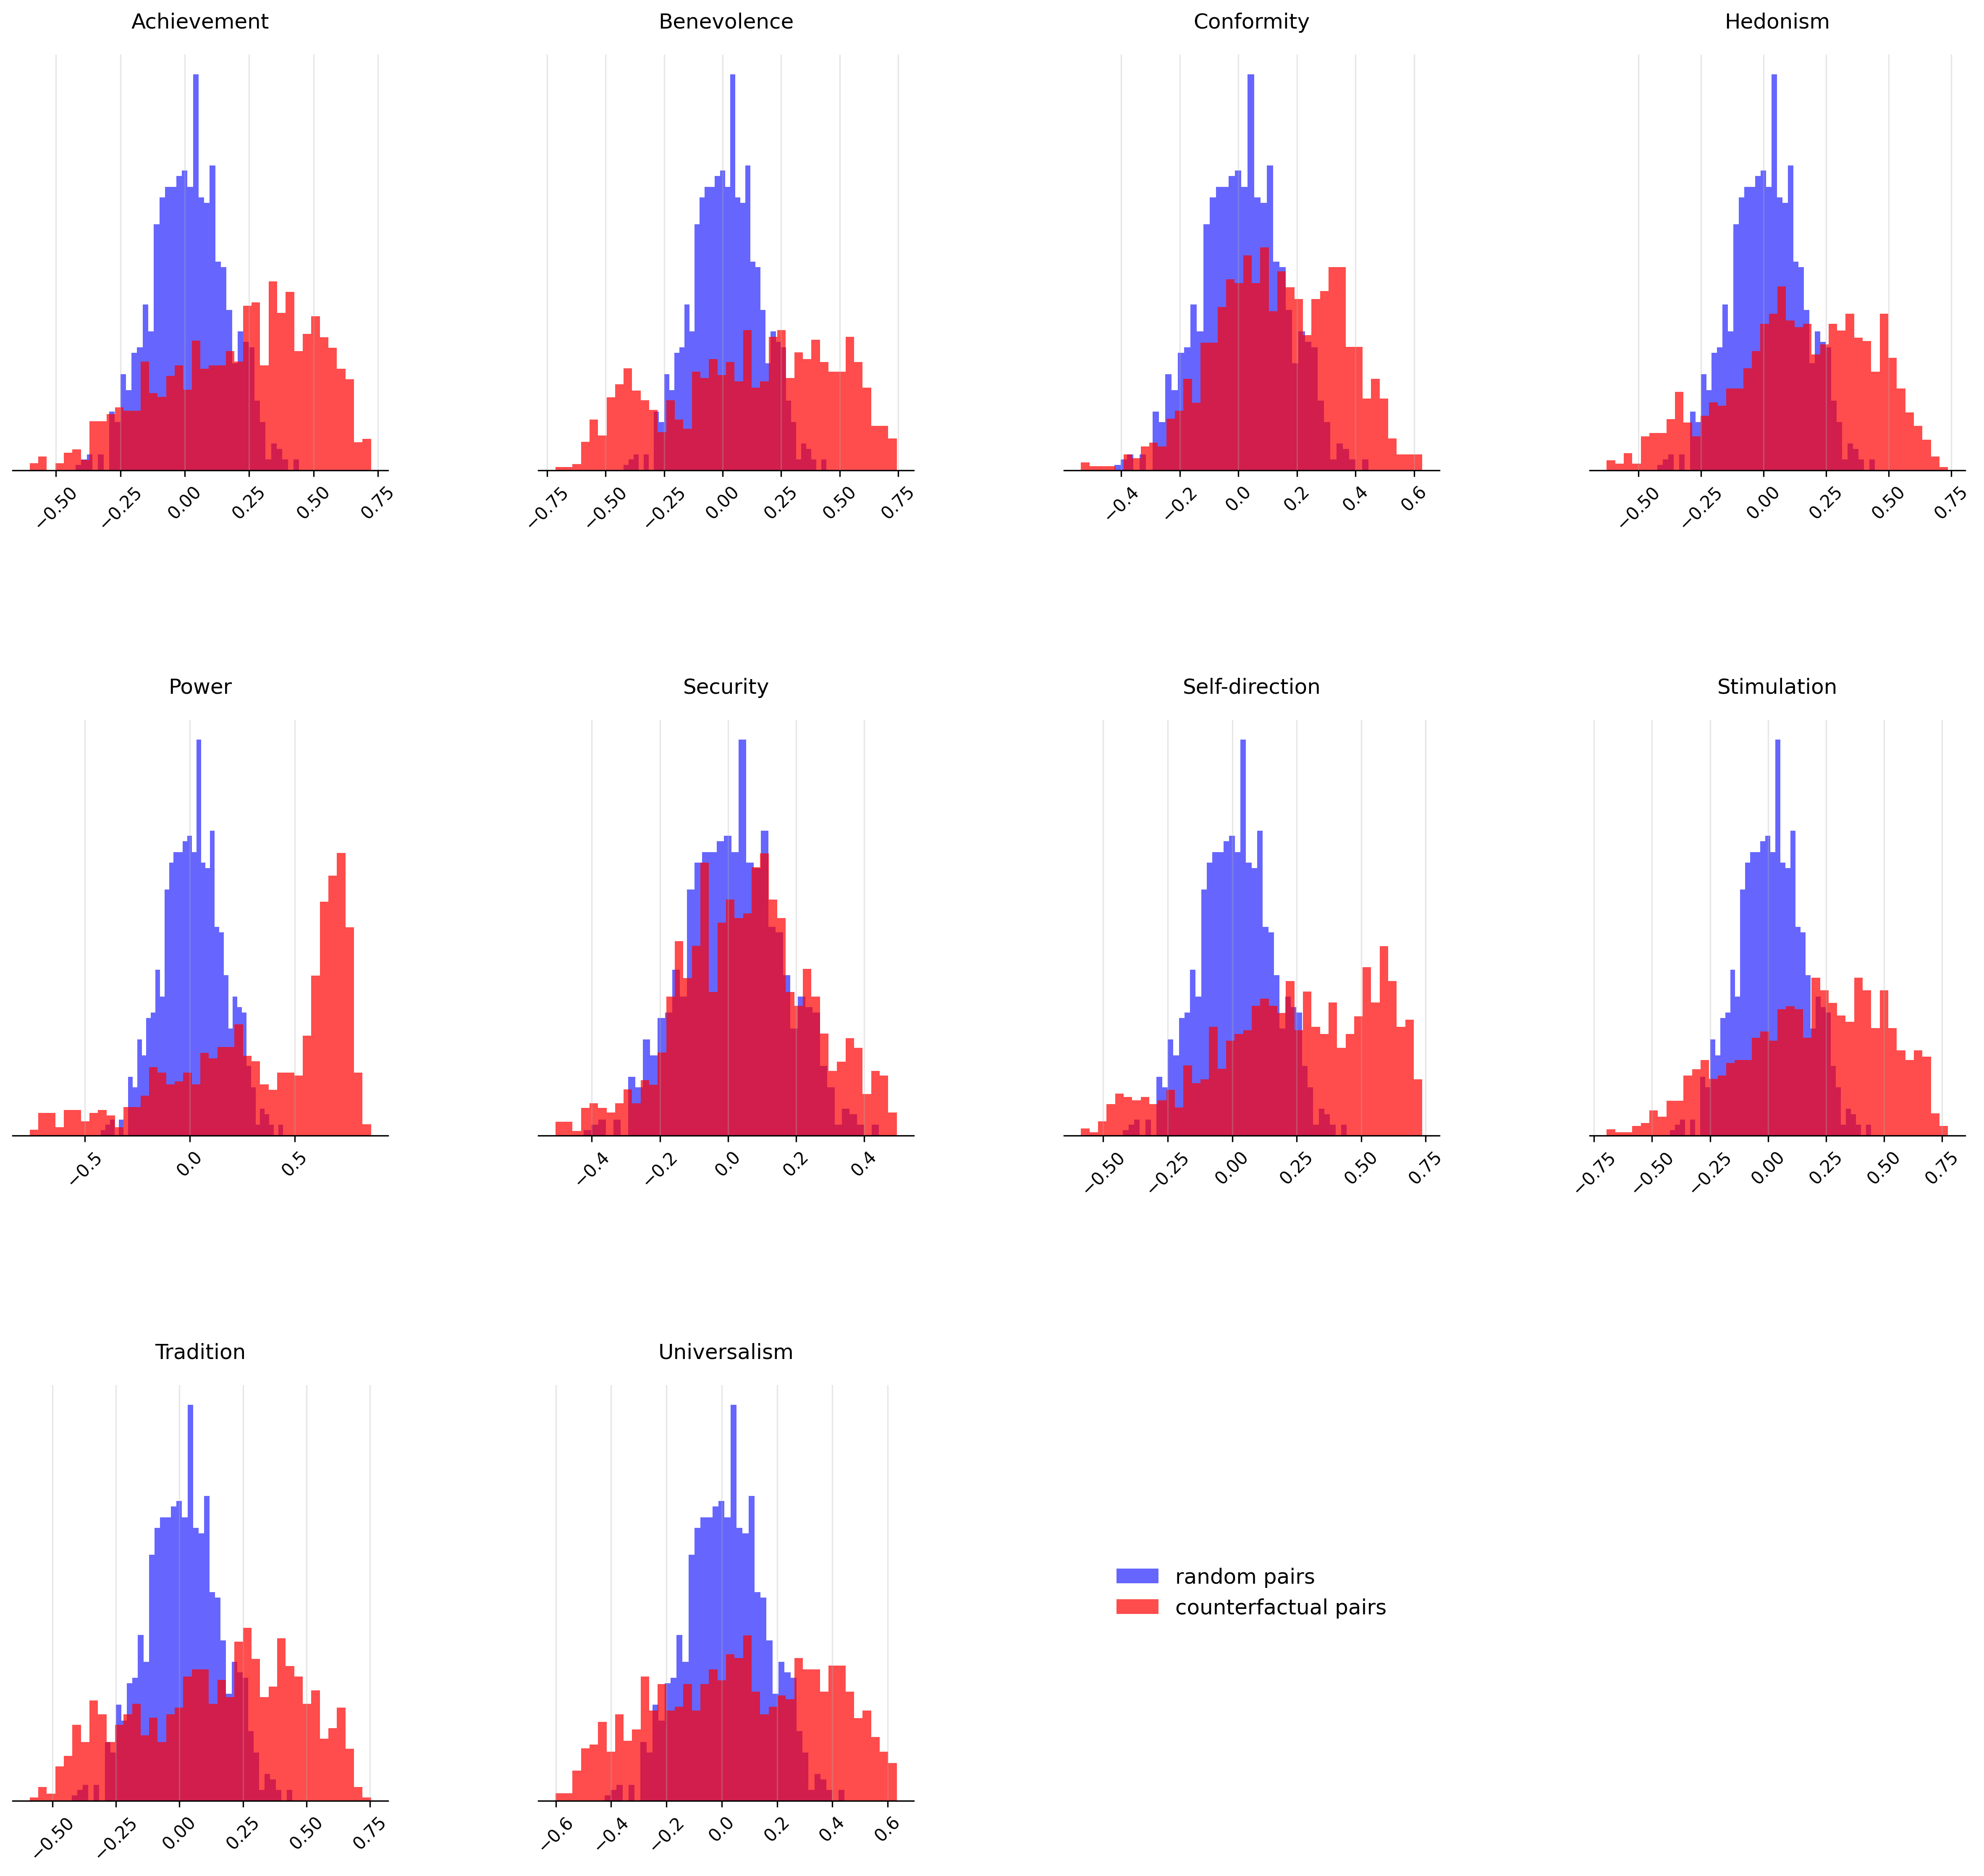 Achievement Benevolence Conformity Hedonism
−0.50 −0.25 0.00 0.25 0.50 0.75 −0.75 −0.50 −0.25 0.00 0.25 0.50 0.75 −0.4 −0.2 0.0 0.2 0.4 0.6 −0.50 −0.25 0.00 0.25 0.50 0.75
Power Security Self-direction Stimulation
−0.5 0.0 0.5 −0.4 −0.2 0.0 0.2 0.4 −0.50 −0.25 0.00 0.25 0.50 0.75 −0.75 −0.50 −0.25 0.00 0.25 0.50 0.75
Tradition Universalism
random pairs
counterfactual pairs
−0.50 −0.25 0.00 0.25 0.50 0.75 −0.6 −0.4 −0.2 0.0 0.2 0.4 0.6